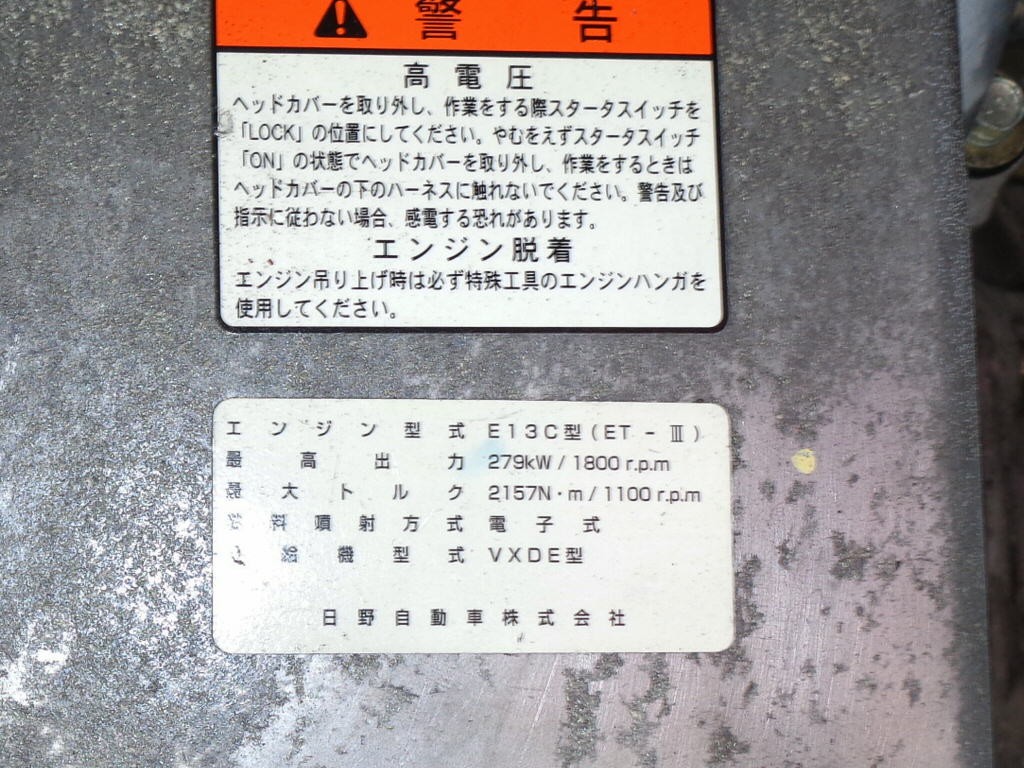 警告
高電圧
ヘッドカバーを取り外し、作業をする際スタータスイッチを
「LOCK」の位置にしてください。やむをえずスタータスイッチ
「ON」の状態でヘッドカバーを取り外し、作業をするときは
ヘッドカバーの下のハーネスに触れないでください。警告及び
指示に従わない場合、感電する恐れがあります。
エンジン脱着
エンジン吊り上げ時は必ず特殊工具のエンジンハンガを
使用してください。
エンジン型式 E13C型(ET-Ⅲ)
最高出力 279kW/1800 r.p.m
最大トルク 2157N·m/1100 r.p.m
料噴射方式 電子式
給機型式 VXDE型
日野自動車株式会社